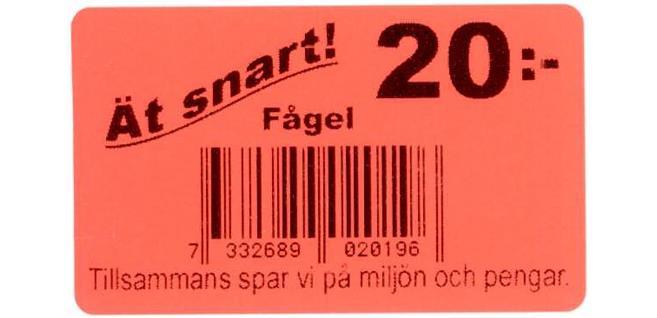 Ät snart!
20:-
Fågel
7 332689 020196
Tillsammans spar vi på miljön och pengar.